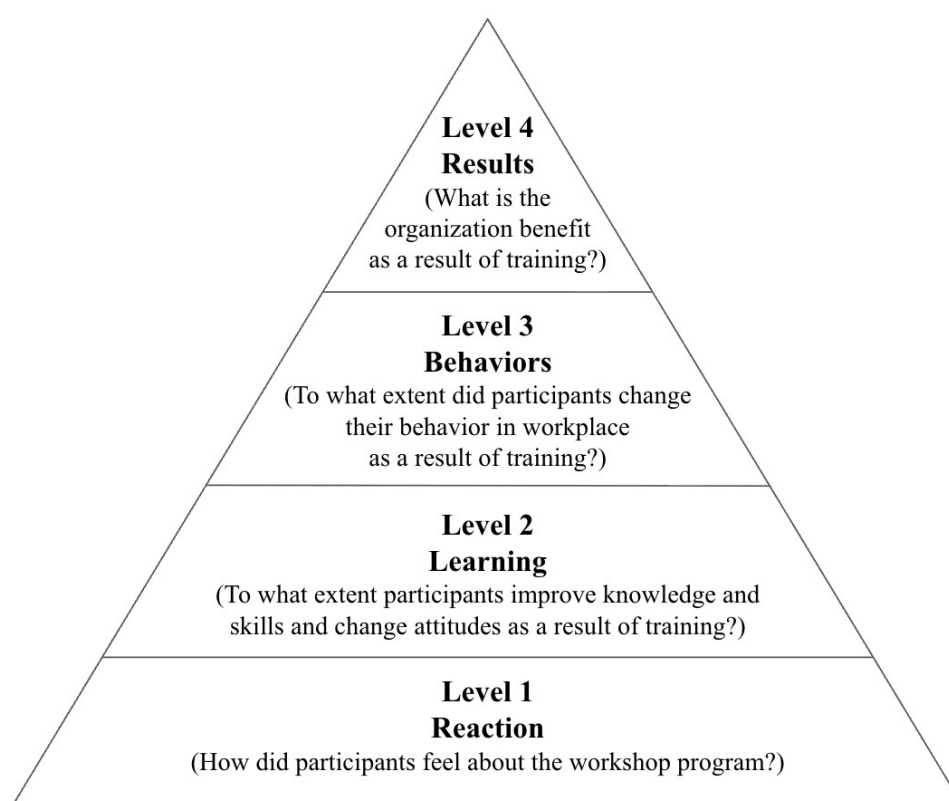 Level 4
Results
(What is the
organization benefit
as a result of training?)
Level 3
Behaviors
(To what extent did participants change
their behavior in workplace
as a result of training?)
Level 2
Learning
(To what extent participants improve knowledge and
skills and change attitudes as a result of training?)
Level 1
Reaction
(How did participants feel about the workshop program?)